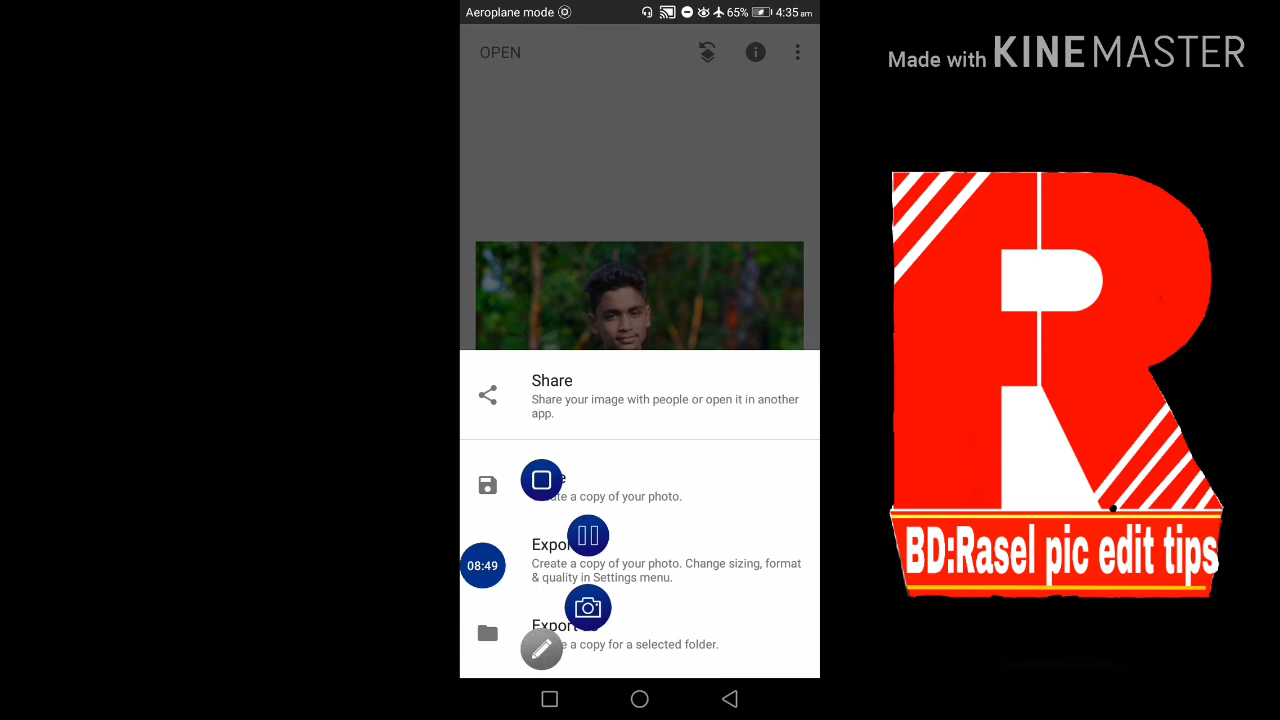 Aeroplane mode
65%
4:35 am
OPEN
Made with KINEMASTER
Share
Share your image with people or open it in another
app.
a copy of your photo.
Export
08:49
Create a copy of your photo. Change sizing, format
& quality in Settings menu.
Export
a copy for a selected folder.
BD:Rasel pic edit tips